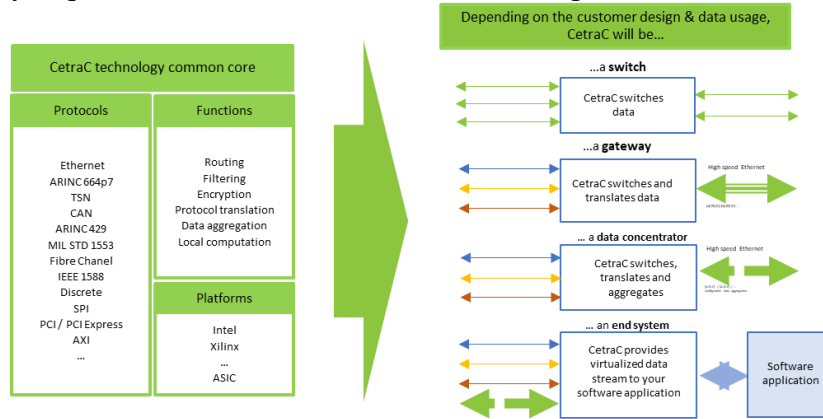 Depending on the customer design & data usage,
CetraC will be…
CetraC technology common core
Protocols
Ethernet
ARINC 664p7
TSN
CAN
ARINC 429
MIL STD 1553
Fibre Chanel
IEEE 1588
Discrete
SPI
PCI / PCI Express
AXI
…
Functions
Routing
Filtering
Encryption
Protocol translation
Data aggregation
Local computation
Platforms
Intel
Xilinx
…
ASIC
…a switch
CetraC switches
data
…a gateway
CetraC switches and
translates data
High speed Ethernet
… a data concentrator
CetraC switches,
translates and
aggregates
High speed Ethernet
… an end system
CetraC provides
virtualized data
stream to your
software application
Software
application